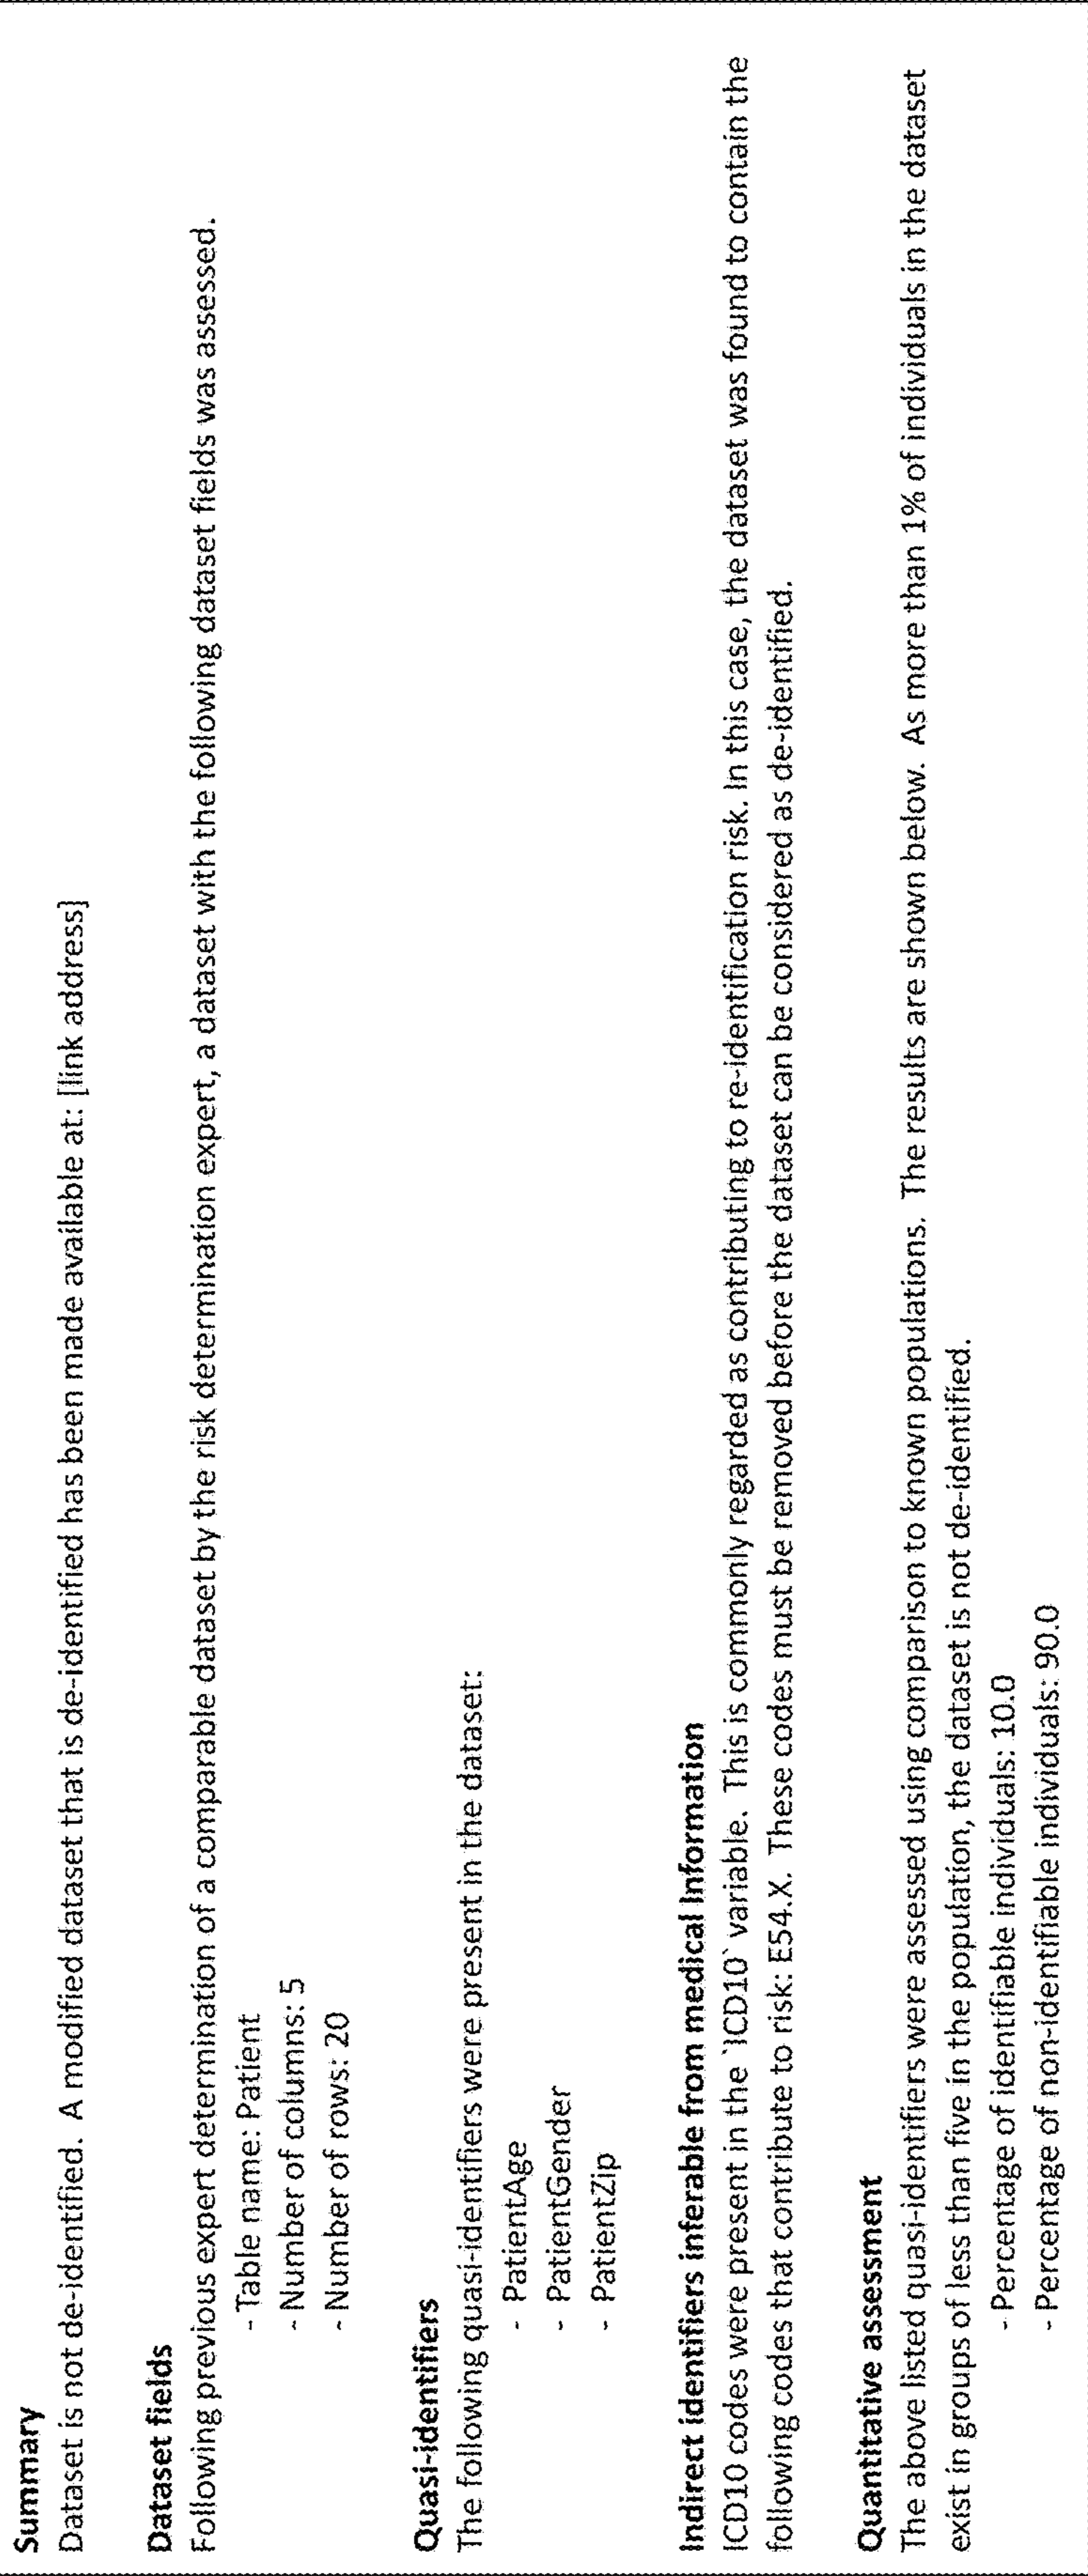 Summary
Dataset is not de-identified.  A modified dataset that is de-identified has been made available at: [link address]
Dataset fields
Following previous expert determination of a comparable dataset by the risk determination expert, a dataset with the following dataset fields was assessed.
- Table name: Patient
- Number of columns: 5
- Number of rows: 20
Quasi-identifiers
The following quasi-identifiers were present in the dataset:
- PatientAge
- PatientGender
- PatientZip
Indirect identifiers inferable from medical information
ICD10 codes were present in the `ICD10` variable.  This is commonly regarded as contributing to re-identification risk. In this case, the dataset was found to contain the
following codes that contribute to risk: E54.X.  These codes must be removed before the dataset can be considered as de-identified.
Quantitative assessment
The above listed quasi-identifiers were assessed using comparison to known populations.  The results are shown below.  As more than 1% of individuals in the dataset
exist in groups of less than five in the population, the dataset is not de-identified.
- Percentage of identifiable individuals: 10.0
- Percentage of non-identifiable individuals: 90.0